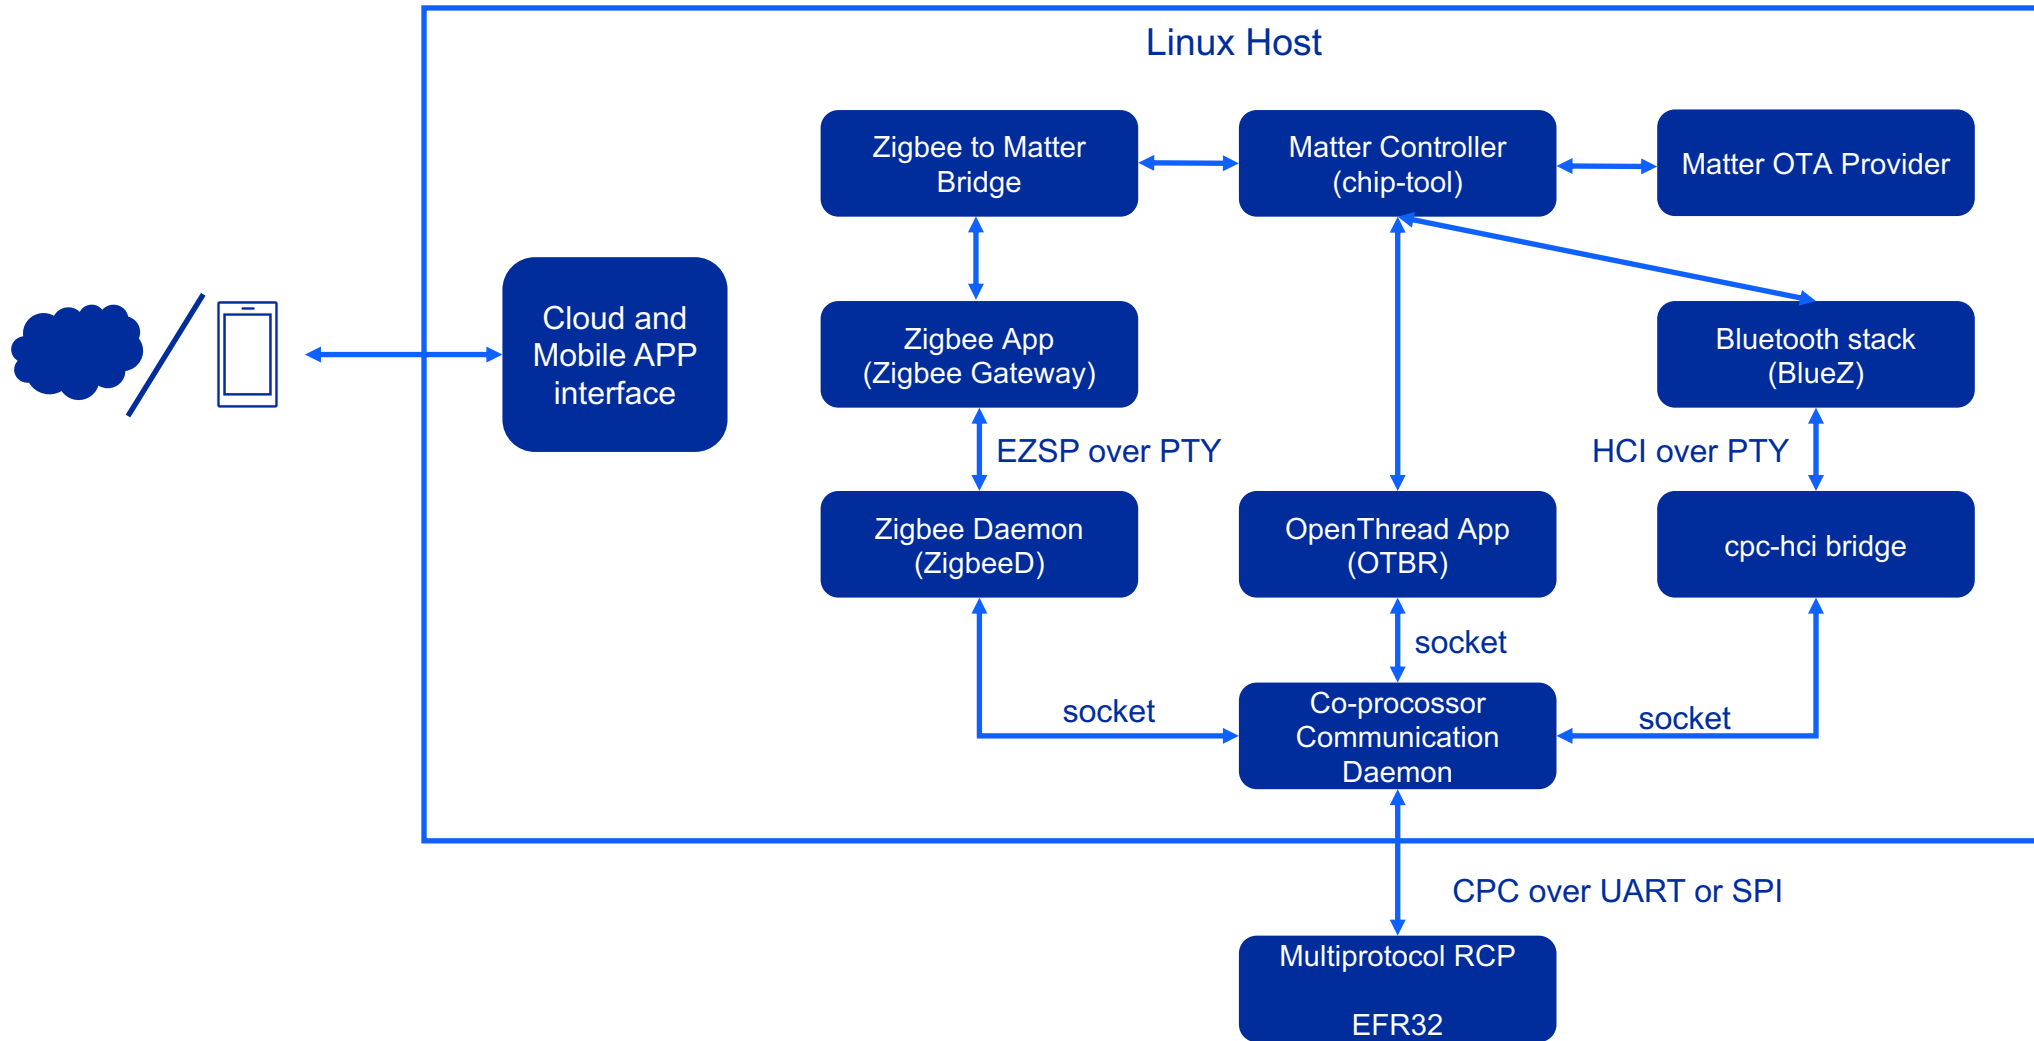 Linux Host
Zigbee to Matter
Bridge
Matter Controller
(chip-tool)
Matter OTA Provider
Cloud and
Mobile APP
interface
Zigbee App
(Zigbee Gateway)
Bluetooth stack
(BlueZ)
EZSP over PTY
HCI over PTY
Zigbee Daemon
(ZigbeeD)
OpenThread App
(OTBR)
cpc-hci bridge
socket
socket
socket
Co-procossor
Communication
Daemon
CPC over UART or SPI
Multiprotocol RCP
EFR32